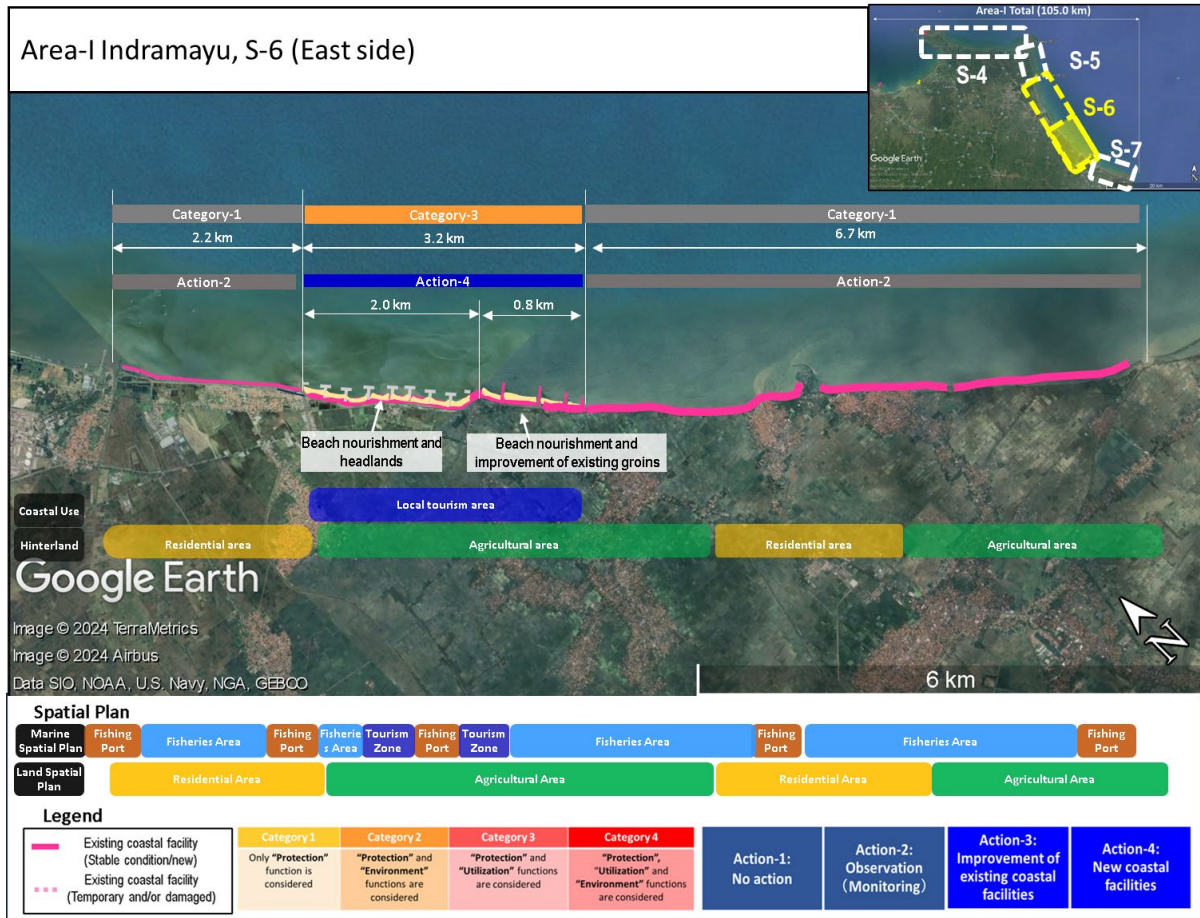 Area-I Indramayu, S-6 (East side)
Area-I Total (105.0 km)
S-4
S-5
S-6
S-7
Google Earth
20 km
N
Category-1
Category-3
Category-1
2.2 km
3.2 km
6.7 km
Action-2
Action-4
Action-2
2.0 km
0.8 km
Beach nourishment and
headlands
Beach nourishment and
improvement of existing groins
Coastal Use
Local tourism area
Hinterland
Residential area
Agricultural area
Residential area
Agricultural area
Google Earth
Image © 2024 TerraMetrics
Image © 2024 Airbus
Data SIO, NOAA, U.S. Navy, NGA, GEBCO
N
6 km
Spatial Plan
Marine
Spatial Plan
Fishing
Port
Fisheries Area
Fishing
Port
Fisherie
s Area
Tourism
Zone
Fishing
Port
Tourism
Zone
Fisheries Area
Fishing
Port
Fisheries Area
Fishing
Port
Land Spatial
Plan
Residential Area
Agricultural Area
Residential Area
Agricultural Area
Legend
Existing coastal facility
(Stable condition/new)
Existing coastal facility
(Temporary and/or damaged)
Category 1
Only "Protection"
function is
considered
Category 2
"Protection" and
"Environment"
functions are
considered
Category 3
"Protection" and
"Utilization" functions
are considered
Category 4
"Protection",
"Utilization" and
"Environment" functions
are considered
Action-1:
No action
Action-2:
Observation
(Monitoring)
Action-3:
Improvement of
existing coastal
facilities
Action-4:
New coastal
facilities